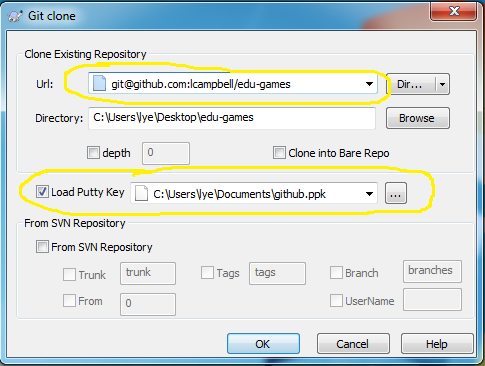 Git clone
Clone Existing Repository
Url: git@github.com:lcampbell/edu-games Dir...
Directory: C:\Users\lye\Desktop\edu-games Browse
depth 0 Clone into Bare Repo
Load Putty Key C:\Users\lye\Documents\github.ppk ...
From SVN Repository
From SVN Repository
Trunk trunk Tags tags Branch branches
From 0 UserName
OK Cancel Help